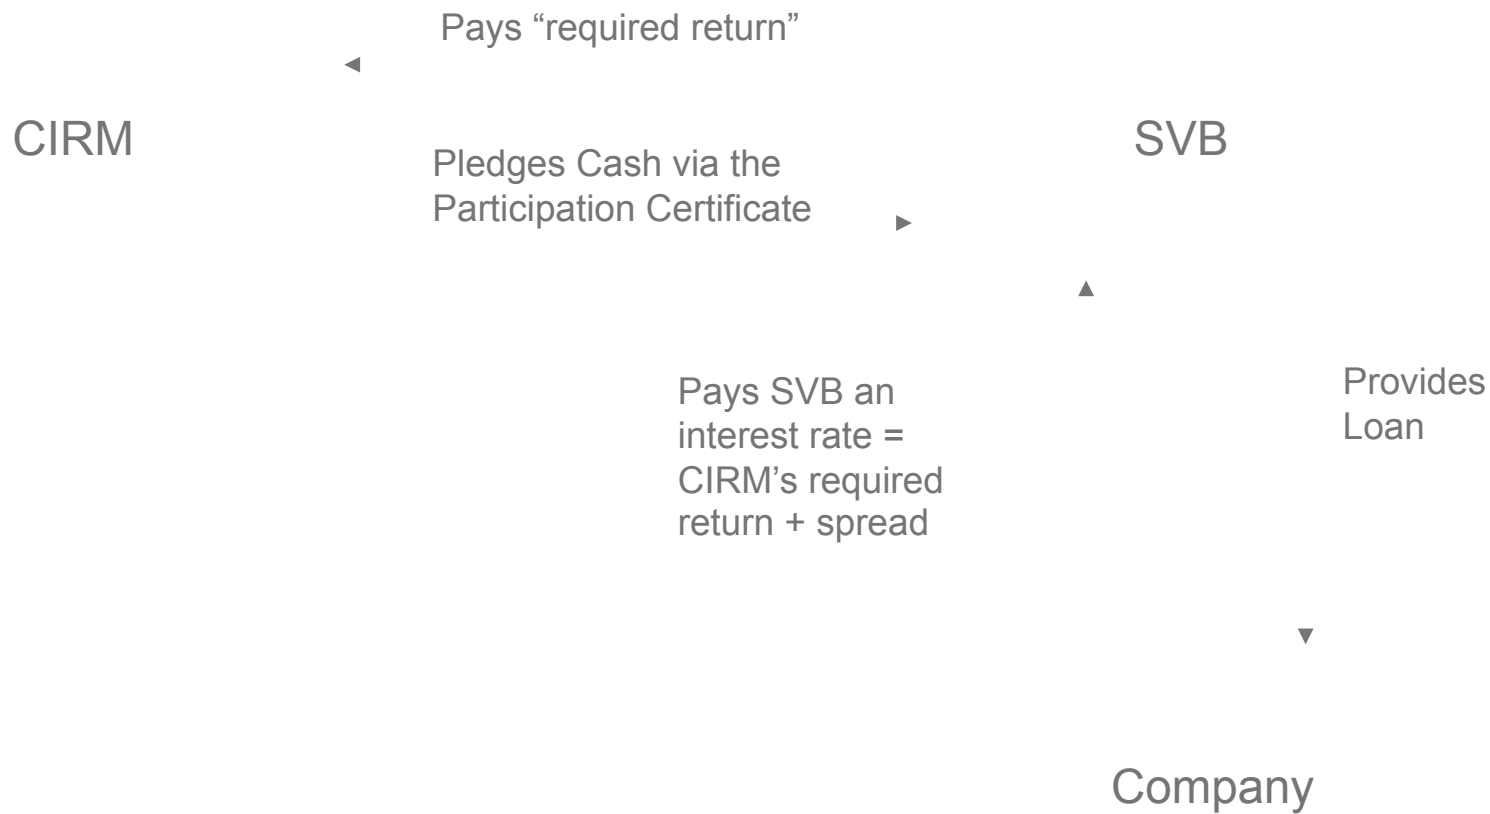 Pays “required return”
CIRM
SVB
Pledges Cash via the
Participation Certificate
Pays SVB an
interest rate =
CIRM’s required
return + spread
Provides
Loan
Company